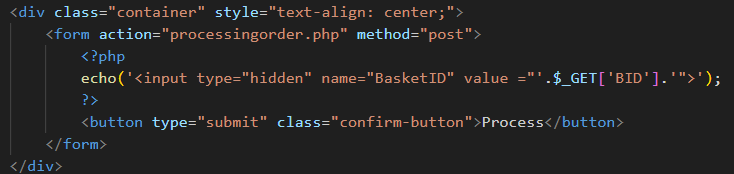 <div class="container" style="text-align: center;">
<form action="processingorder.php" method="post">
<?php
echo('<input type="hidden" name="BasketID" value ="'.$_GET['BID'].'">');
?>
<button type="submit" class="confirm-button">Process</button>
</form>
</div>